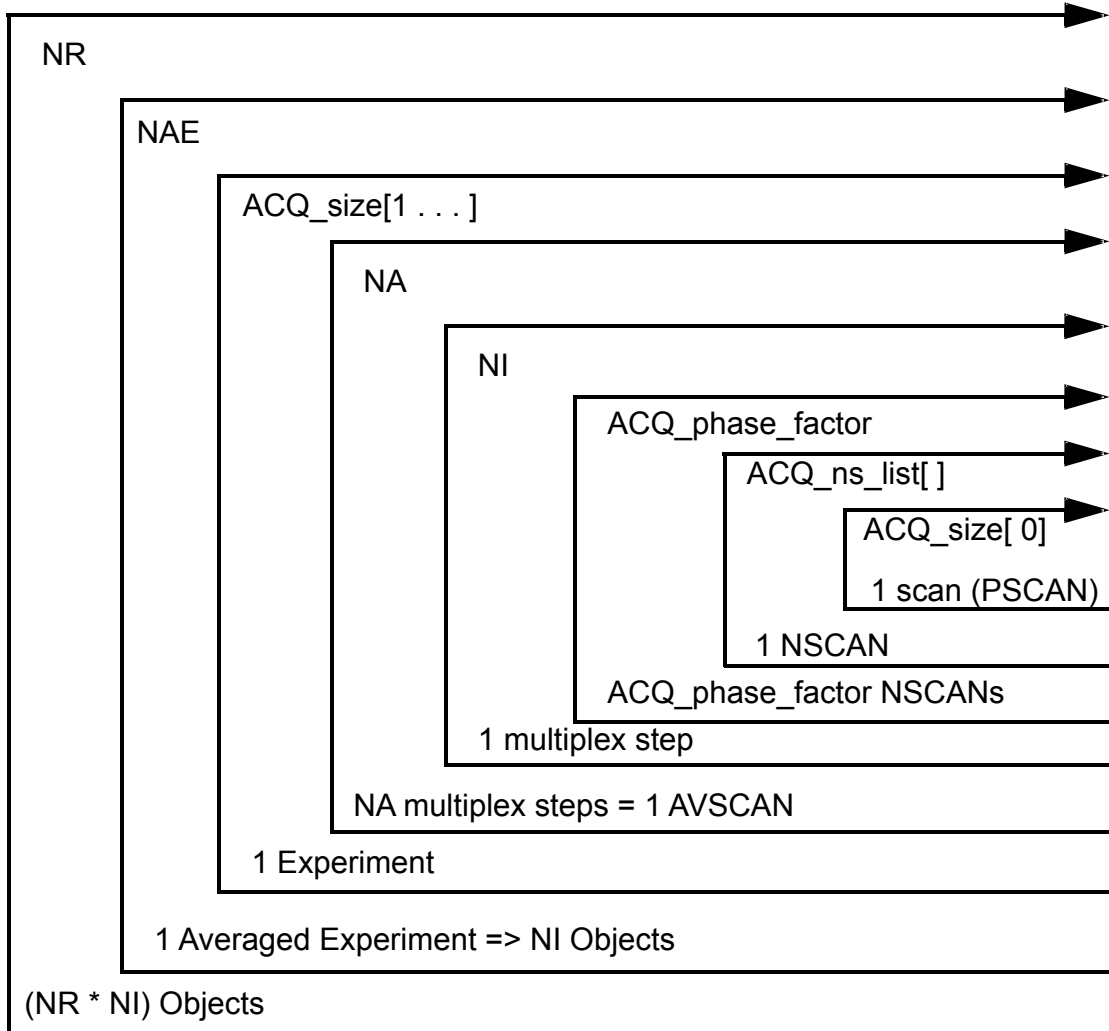 NR
NAE
ACQ_size[1 . . . ]
NA
NI
ACQ_phase_factor
ACQ_ns_list[ ]
ACQ_size[ 0]
1 scan (PSCAN)
1 NSCAN
ACQ_phase_factor NSCANs
1 multiplex step
NA multiplex steps = 1 AVSCAN
1 Experiment
1 Averaged Experiment => NI Objects
(NR * NI) Objects